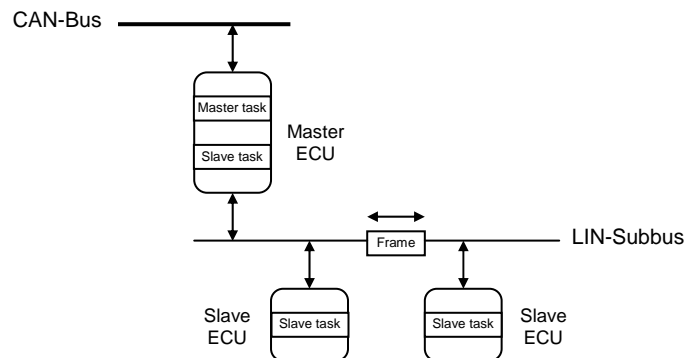 CAN-Bus
Master task
Slave task
Master
ECU
Frame
LIN-Subbus
Slave
ECU
Slave task
Slave task
Slave
ECU